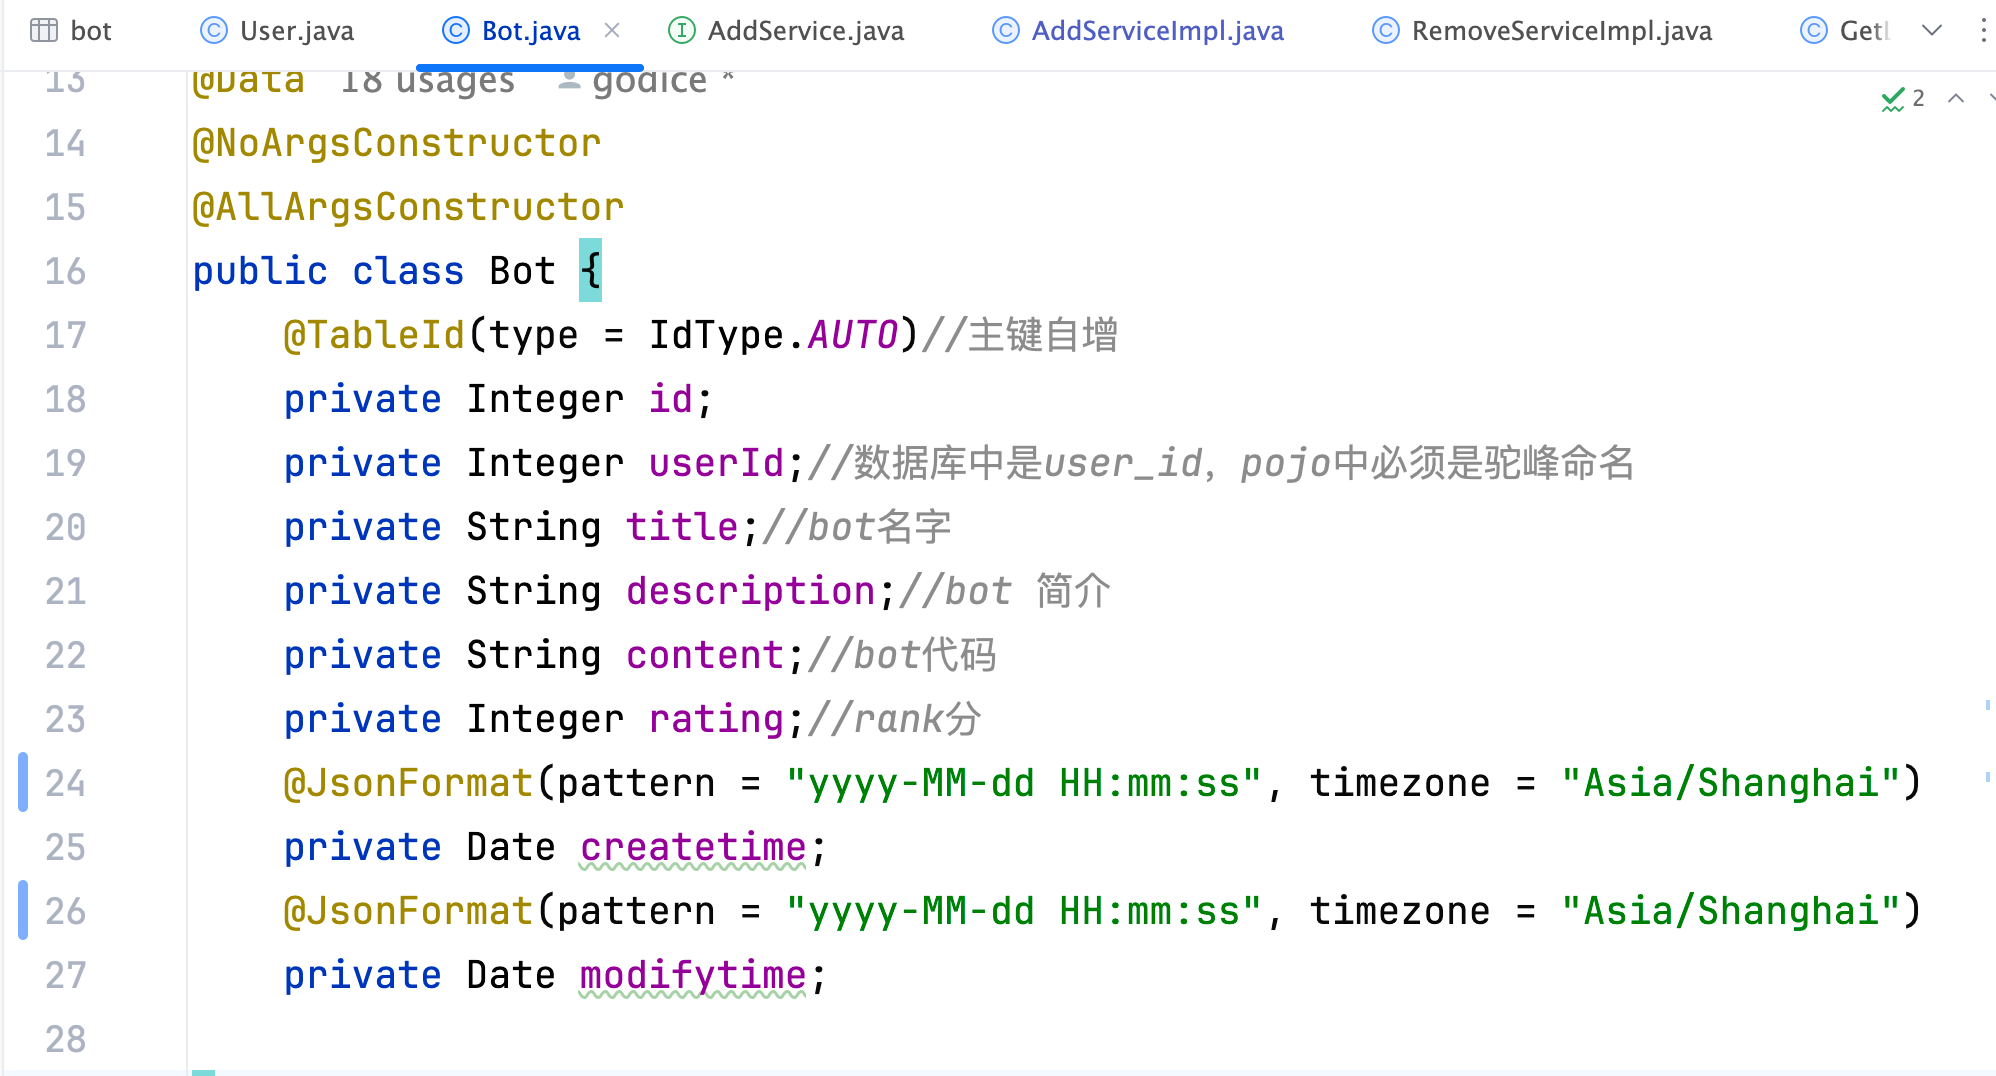 bot User.java Bot.java AddService.java AddServiceImpl.java RemoveServiceImpl.java
13 @Data 18 usages godice *
2
14 @NoArgsConstructor
15 @AllArgsConstructor
16 public class Bot {
17 @TableId(type = IdType.AUTO)//主键自增
18 private Integer id;
19 private Integer userId;//数据库中是user_id, pojo中必须是驼峰命名
20 private String title;//bot名字
21 private String description;//bot 简介
22 private String content;//bot代码
23 private Integer rating;//rank分
24 @JsonFormat(pattern = "yyyy-MM-dd HH:mm:ss", timezone = "Asia/Shanghai")
25 private Date createtime;
26 @JsonFormat(pattern = "yyyy-MM-dd HH:mm:ss", timezone = "Asia/Shanghai")
27 private Date modifytime;
28